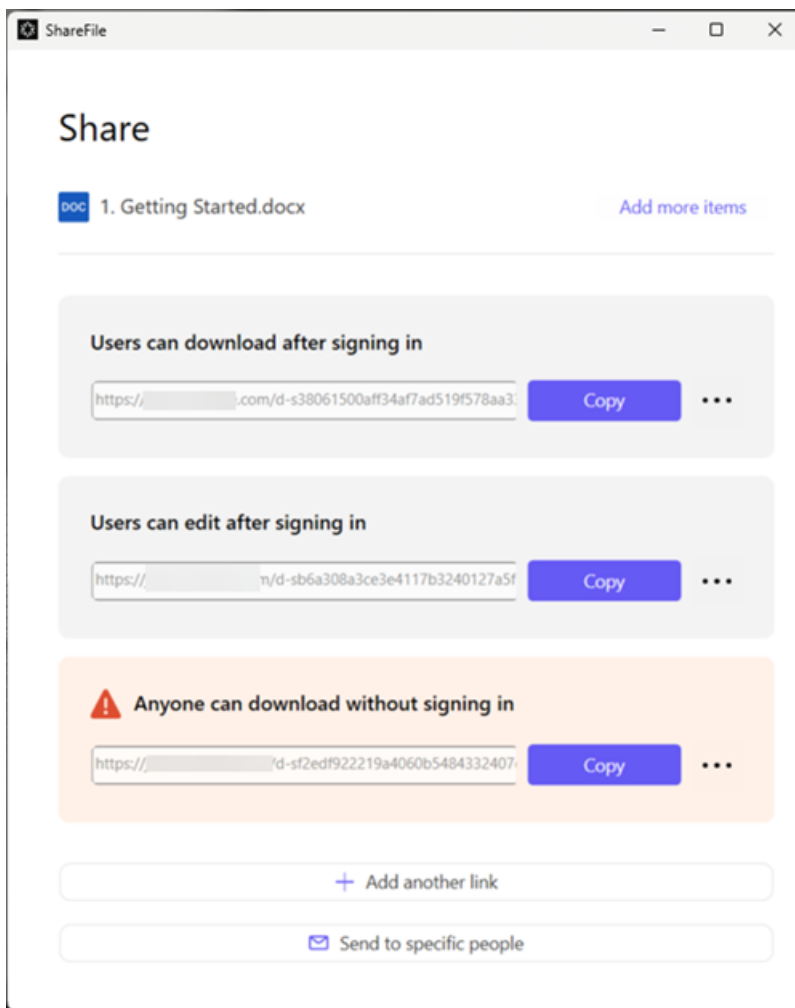 ShareFile
Share
DOC 1. Getting Started.docx Add more items
Users can download after signing in
https:// .com/d-s38061500aff34af7ad519f578aa3 Copy
Users can edit after signing in
https:// /d-sb6a308a3ce3e4117b3240127a5f Copy
Anyone can download without signing in
https:// /d-sf2edf922219a4060b5484332407 Copy
Add another link
Send to specific people